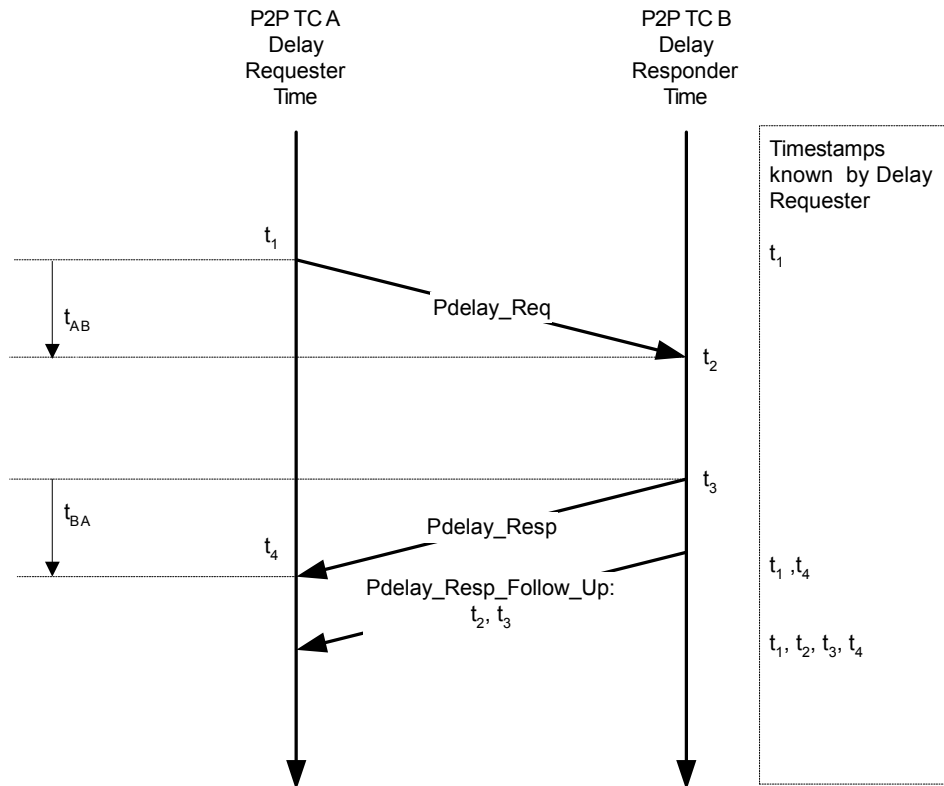 P2P TC A
Delay
Requester
Time
P2P TC B
Delay
Responder
Time
Timestamps
known by Delay
Requester
t1
t1
Pdelay_Req
tAB
t2
t3
tBA
Pdelay_Resp
t4
t1 ,t4
Pdelay_Resp_Follow_Up:
t2, t3
t1, t2, t3, t4